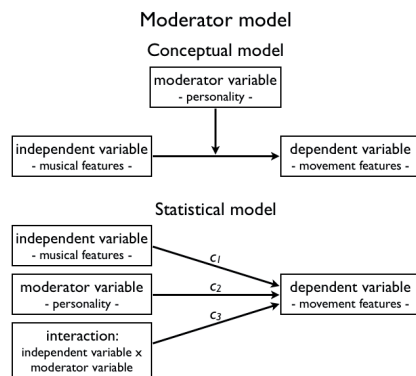 Moderator model
Conceptual model
moderator variable
- personality -
independent variable
- musical features -
dependent variable
- movement features -
Statistical model
independent variable
- musical features -
c1
moderator variable
- personality -
c2
dependent variable
- movement features -
c3
interaction:
independent variable x
moderator variable